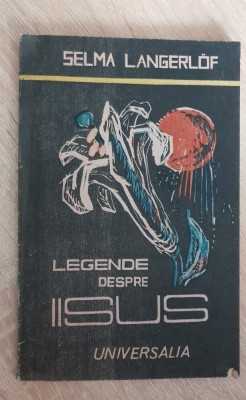 SELMA LANGERLÖF
LEGENDE
DESPRE
IISUS
UNIVERSALIA